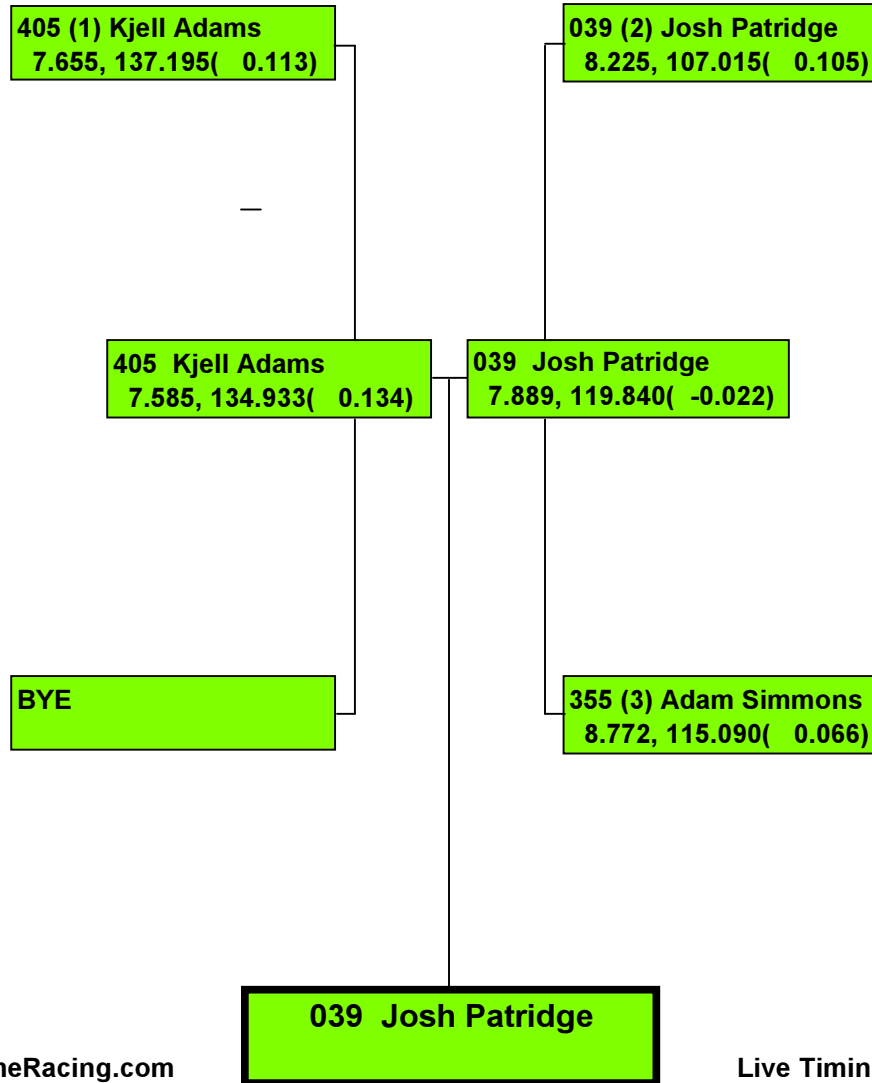 405 (1) Kjell Adams
7.655, 137.195( 0.113)
039 (2) Josh Patridge
8.225, 107.015( 0.105)
405 Kjell Adams
7.585, 134.933( 0.134)
039 Josh Patridge
7.889, 119.840( -0.022)
BYE
355 (3) Adam Simmons
8.772, 115.090( 0.066)
039 Josh Patridge
neRacing.com
Live Timin